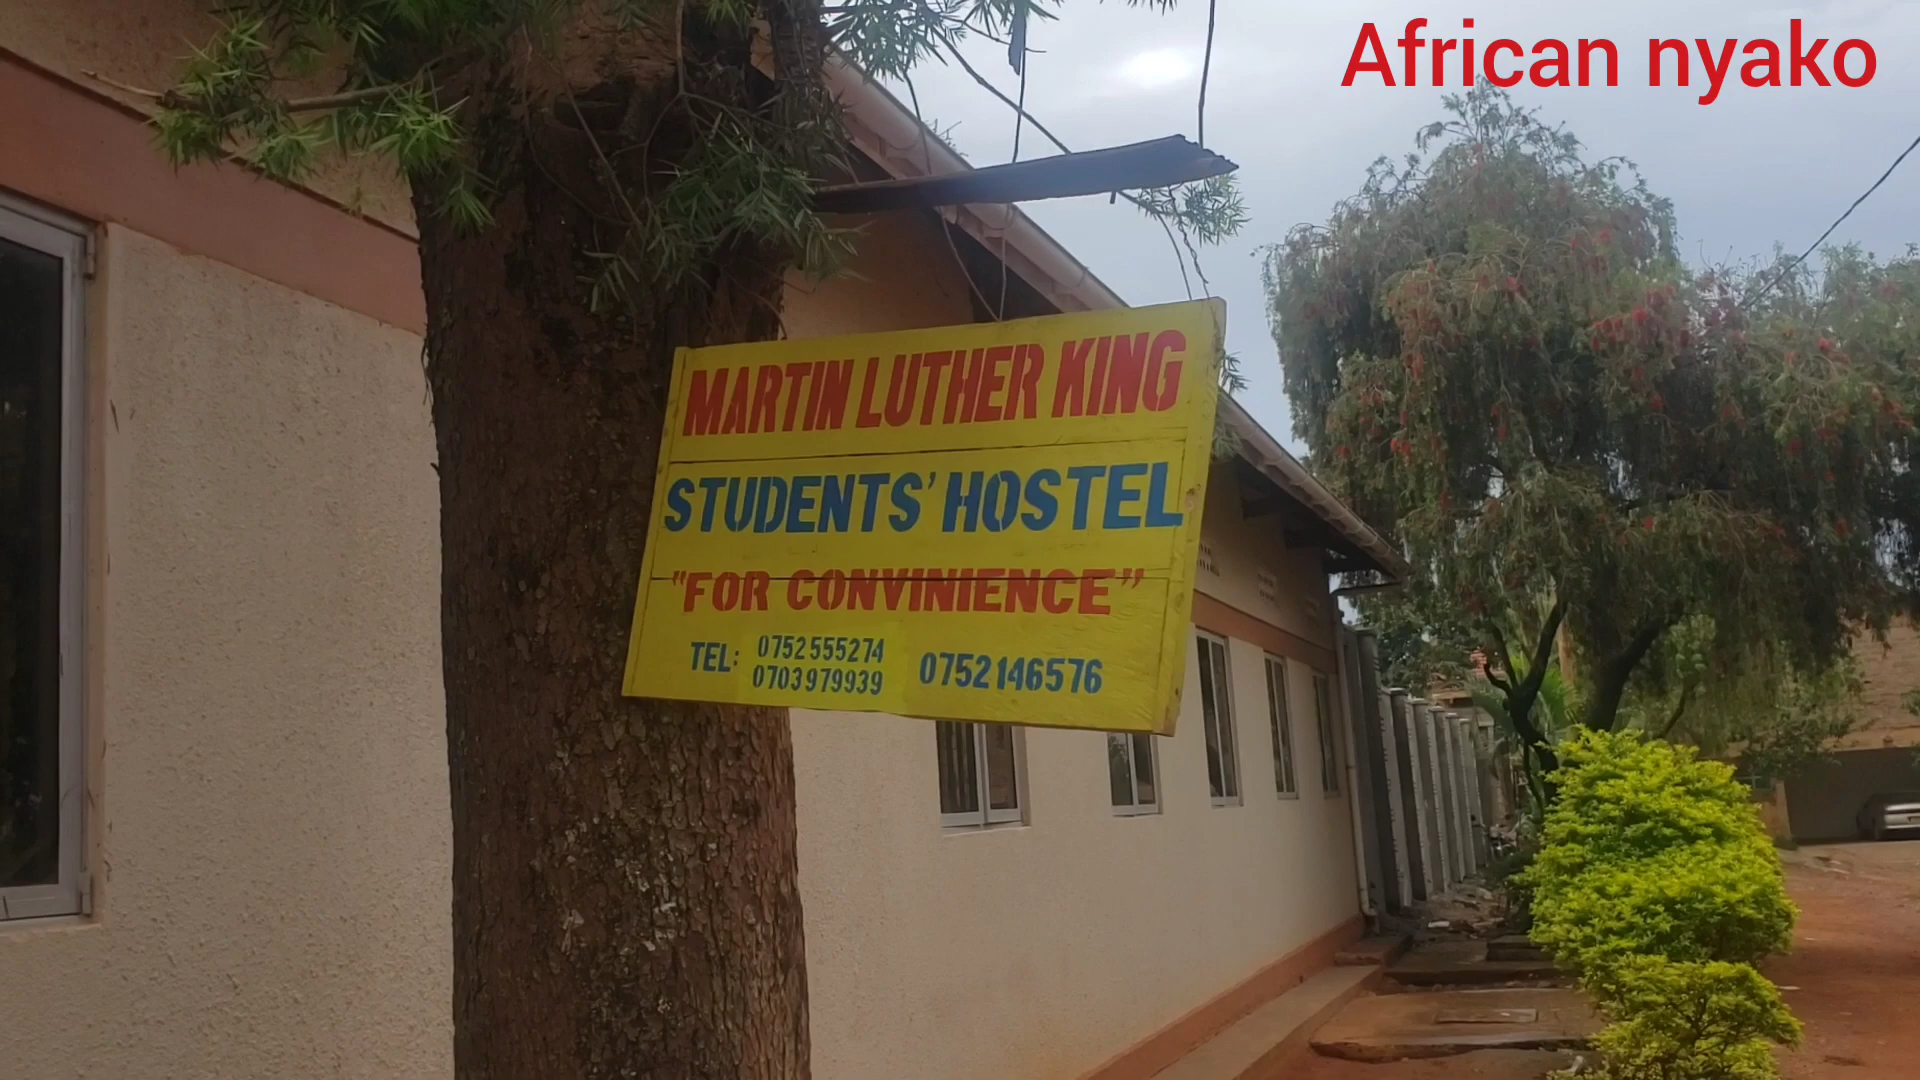 African nyako
MARTIN LUTHER KING
STUDENTS' HOSTEL
"FOR CONVINIENCE"
TEL: 0752555274 0752146576
0703979939